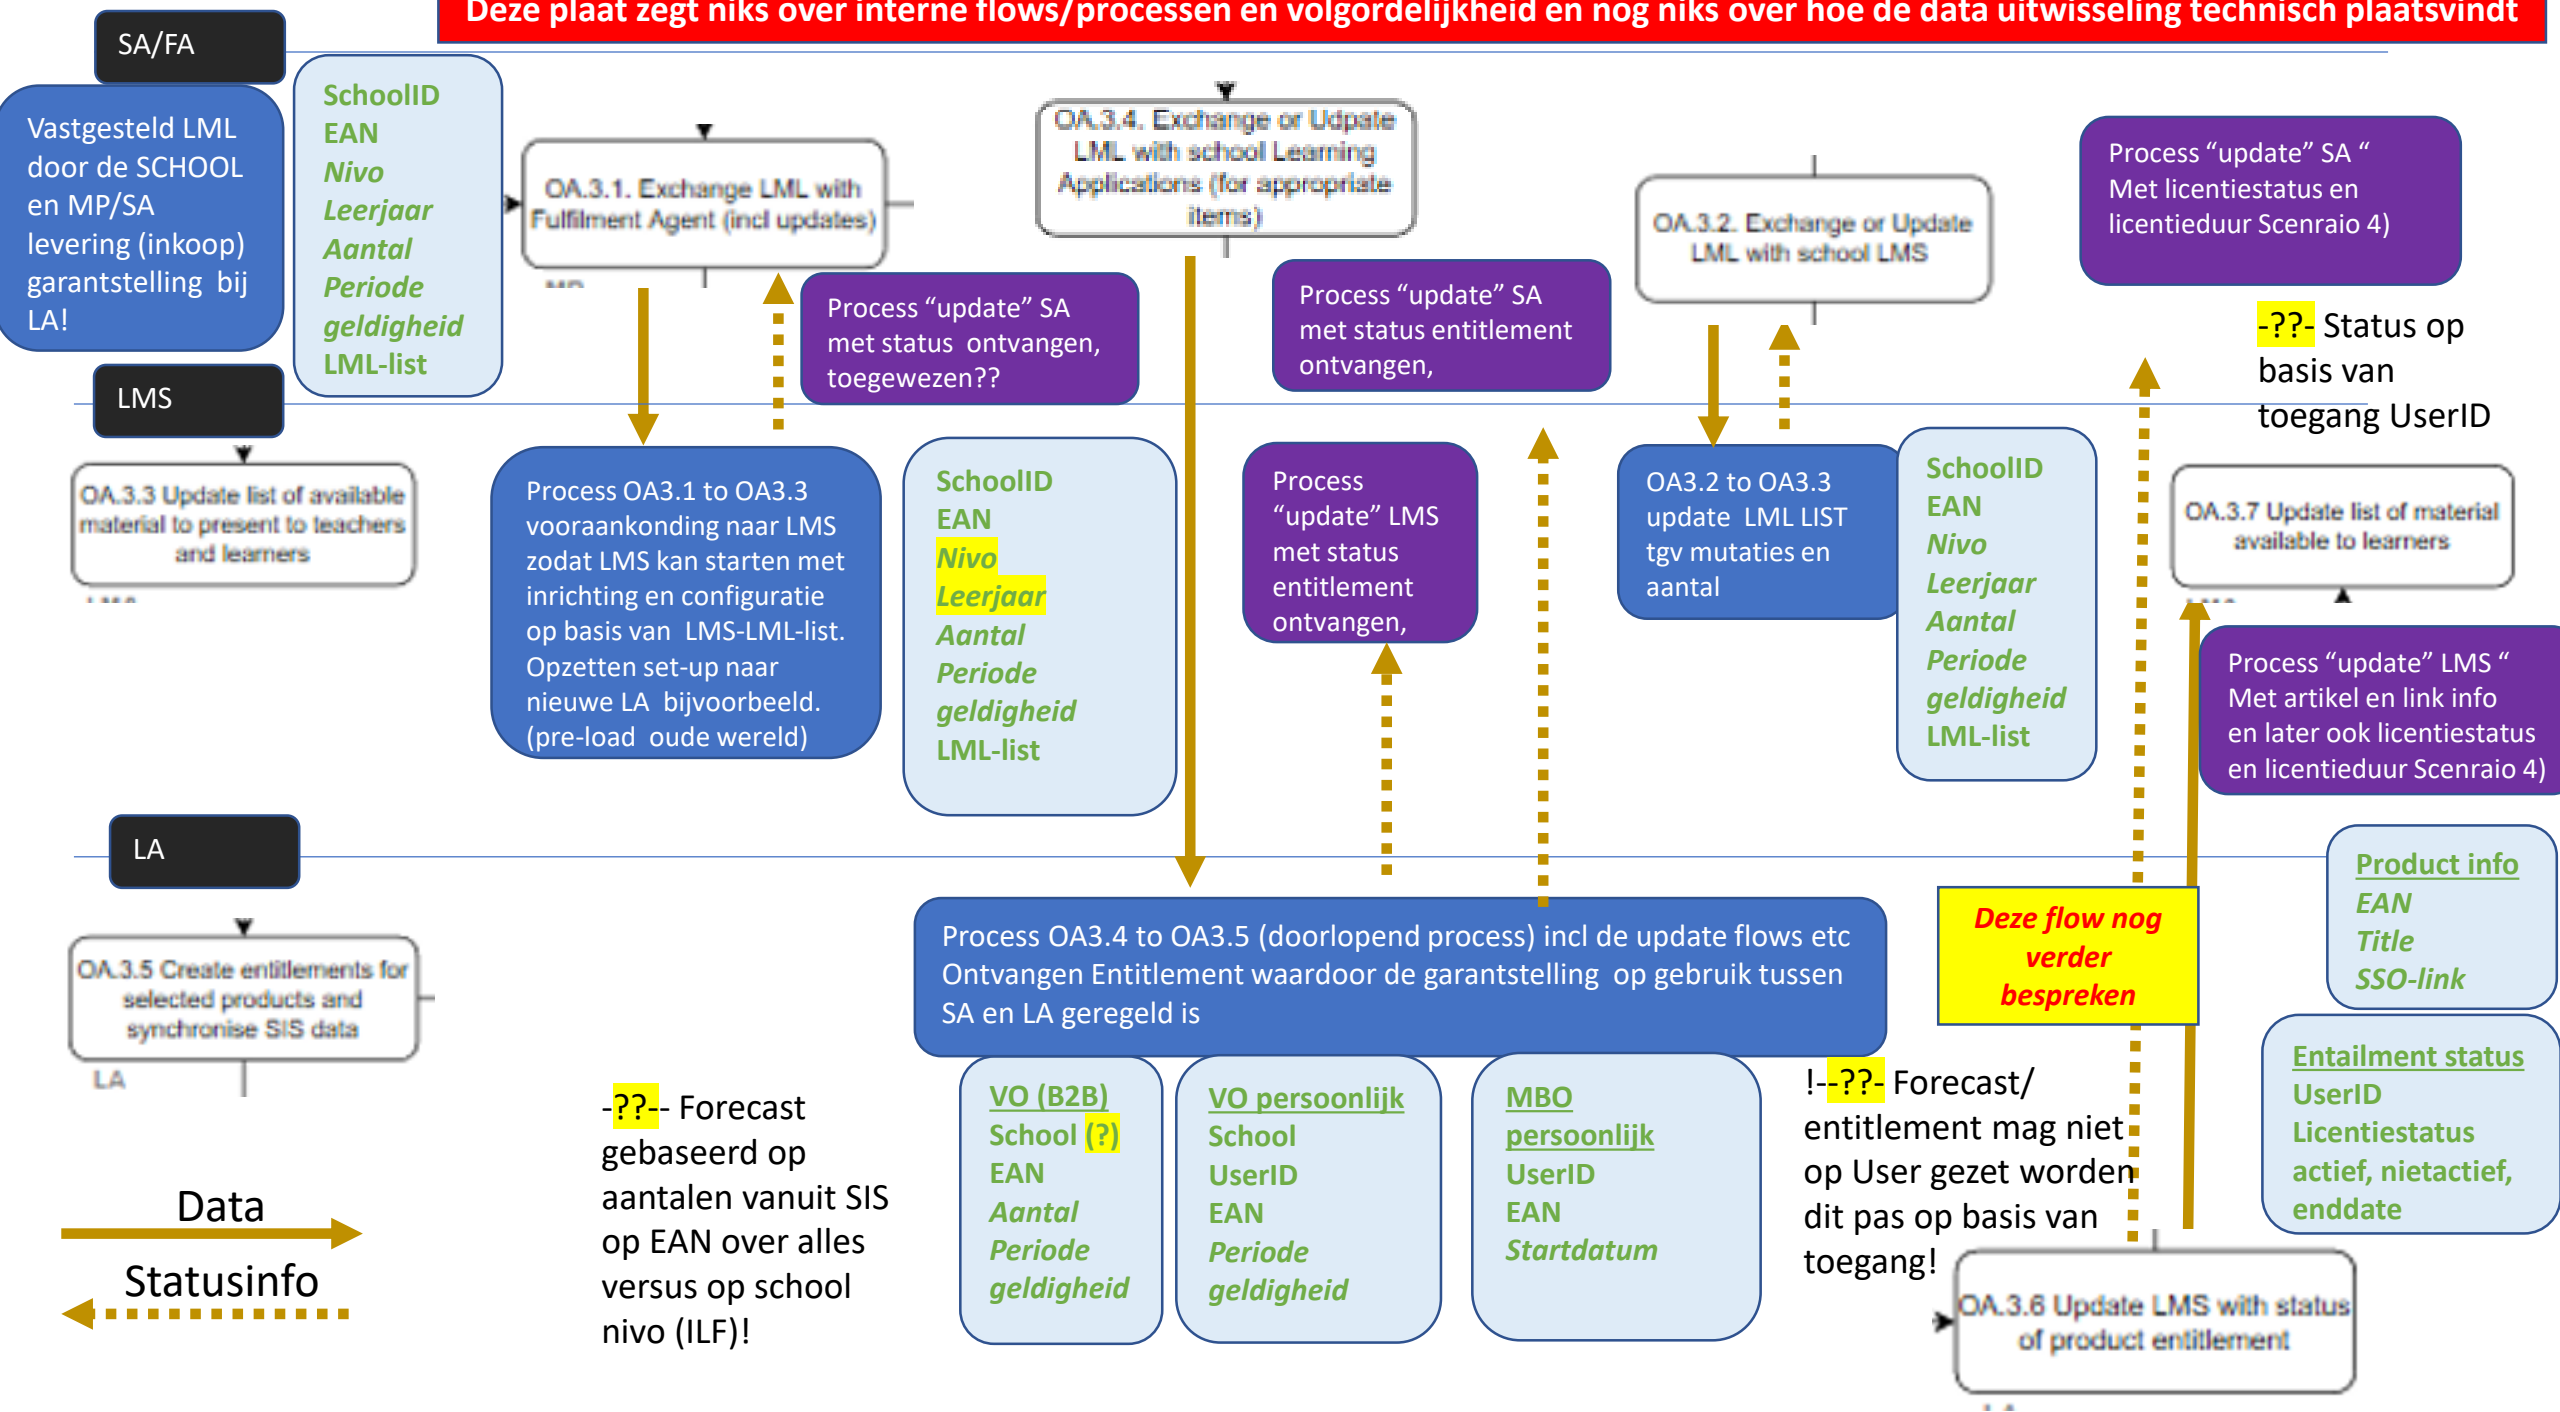 Deze plaat zegt niks over interne flows/processen en volgordelijkheid en nog niks over hoe de data uitwisseling technisch plaatsvindt
SA/FA
Vastgesteld LML
door de SCHOOL
en MP/SA
levering (inkoop)
garantstelling bij
LA!
SchoolID
EAN
Nivo
Leerjaar
Aantal
Periode
geldigheid
LML-list
OA.3.1. Exchange LML with
Fulfilment Agent (incl updates)
Process “update” SA
met status ontvangen,
toegewezen??
OA.3.4. Exchange or Udpate
LML with school Learning
Applications (for appropriate
items)
Process “update” SA
met status entitlement
ontvangen,
OA.3.2. Exchange or Update
LML with school LMS
Process “update” SA “
Met licentiestatus en
licentieduur Scenraio 4)
-??- Status op
basis van
toegang UserID
LMS
OA.3.3 Update list of available
material to present to teachers
and learners
Process OA3.1 to OA3.3
vooraankonding naar LMS
zodat LMS kan starten met
inrichting en configuratie
op basis van LMS-LML-list.
Opzetten set-up naar
nieuwe LA bijvoorbeeld.
(pre-load oude wereld)
SchoolID
EAN
Nivo
Leerjaar
Aantal
Periode
geldigheid
LML-list
Process
“update” LMS
met status
entitlement
ontvangen,
OA3.2 to OA3.3
update LML LIST
tgv mutaties en
aantal
SchoolID
EAN
Nivo
Leerjaar
Aantal
Periode
geldigheid
LML-list
OA.3.7 Update list of material
available to learners
Process “update” LMS “
Met artikel en link info
en later ook licentiestatus
en licentieduur Scenraio 4)
LA
OA.3.5 Create entitlements for
selected products and
synchronise SIS data
LA
Process OA3.4 to OA3.5 (doorlopend process) incl de update flows etc
Ontvangen Entitlement waardoor de garantstelling op gebruik tussen
SA en LA geregeld is
Deze flow nog
verder
bespreken
Product info
EAN
Title
SSO-link
Entailment status
UserID
Licentiestatus
actief, nietactief,
enddate
-??-- Forecast
gebaseerd op
aantalen vanuit SIS
op EAN over alles
versus op school
nivo (ILF)!
VO (B2B)
School (?)
EAN
Aantal
Periode
geldigheid
VO persoonlijk
School
UserID
EAN
Periode
geldigheid
MBO
persoonlijk
UserID
EAN
Startdatum
!--??- Forecast/
entitlement mag niet
op User gezet worden
dit pas op basis van
toegang!
Data
Statusinfo
OA.3.6 Update LMS with status
of product entitlement